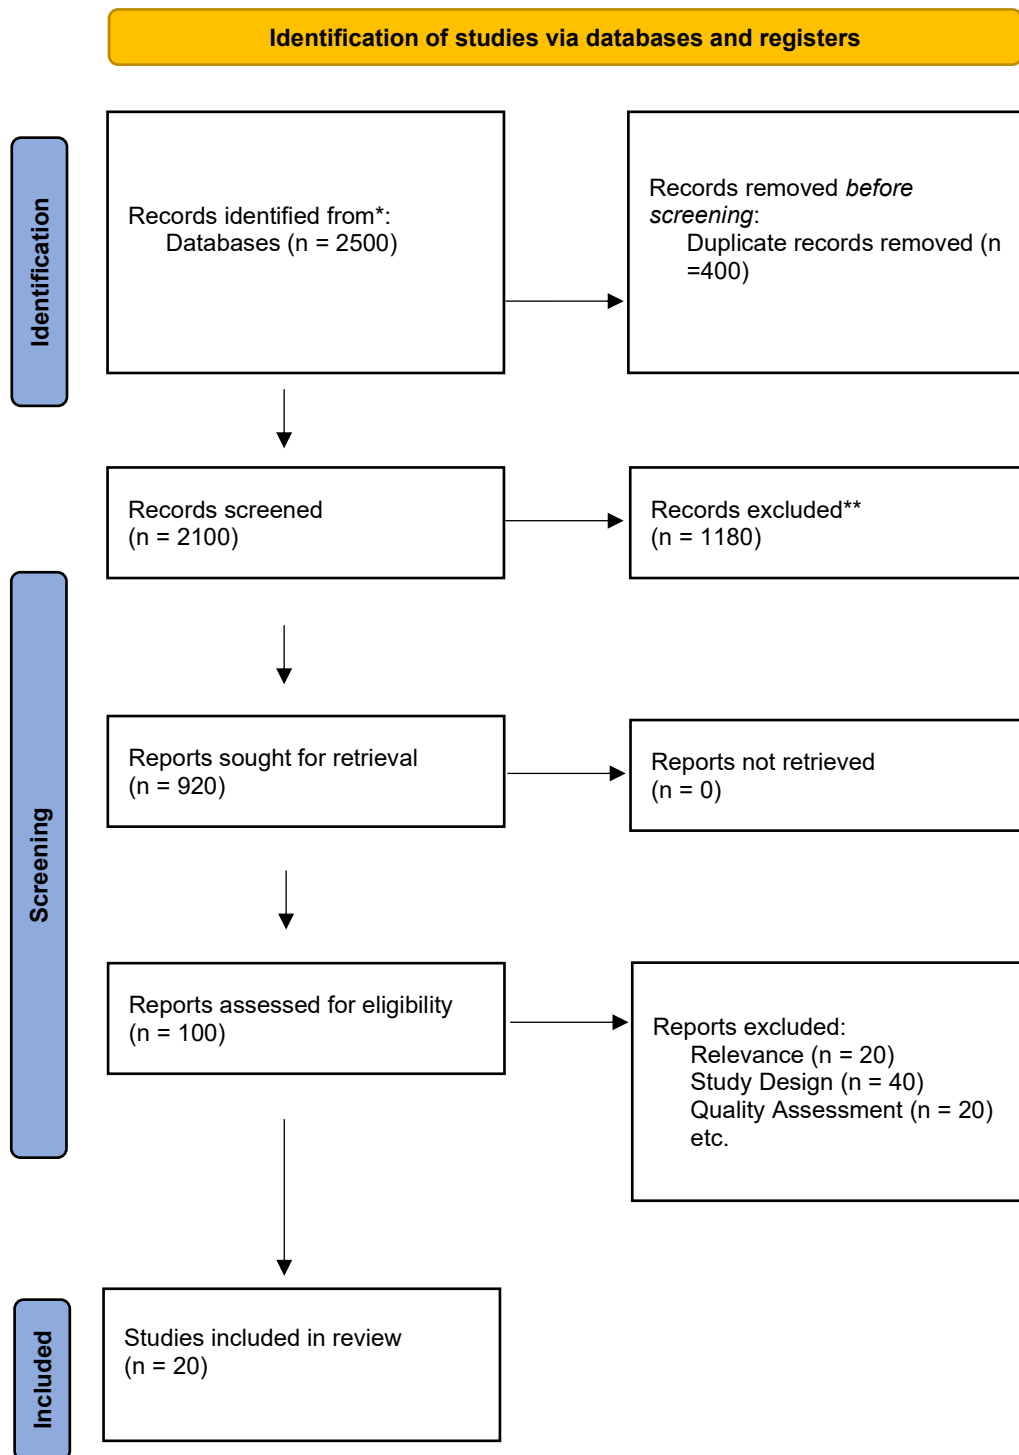 Identification of studies via databases and registers
Identification
Records identified from*:
Databases (n = 2500)
Records removed before
screening:
Duplicate records removed (n
=400)
Records screened
(n = 2100)
Records excluded**
(n = 1180)
Screening
Reports sought for retrieval
(n = 920)
Reports not retrieved
(n = 0)
Reports assessed for eligibility
(n = 100)
Reports excluded:
Relevance (n = 20)
Study Design (n = 40)
Quality Assessment (n = 20)
etc.
Included
Studies included in review
(n = 20)